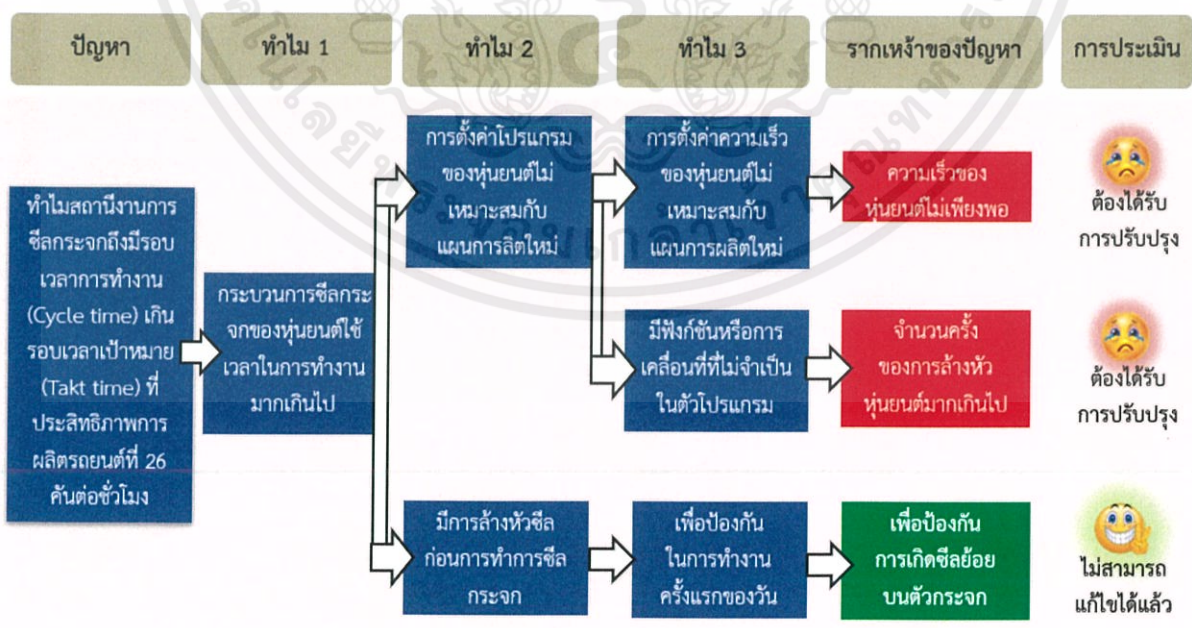 ปัญหา
ทำไม 1
ทำไม 2
ทำไม 3
รากเหง้าของปัญหา
การประเมิน
ทำไมสถานีงานการ
ซีลกระจกถึงมีรอบ
เวลาการทำงาน
(Cycle time) เกิน
รอบเวลาเป้าหมาย
(Takt time) ที่
ประสิทธิภาพการ
ผลิตรถยนต์ที่ 26
คันต่อชั่วโมง
กระบวนการซีลกระ
จกของหุ่นยนต์ใช้
เวลาในการทำงาน
มากเกินไป
การตั้งค่าโปรแกรม
ของหุ่นยนต์ไม่
เหมาะสมกับ
แผนการลิตใหม่
การตั้งค่าความเร็ว
ของหุ่นยนต์ไม่
เหมาะสมกับ
แผนการผลิตใหม่
ความเร็วของ
หุ่นยนต์ไม่เพียงพอ
ต้องได้รับ
การปรับปรุง
มีฟังก์ชันหรือการ
เคลื่อนที่ที่ไม่จำเป็น
ในตัวโปรแกรม
จำนวนครั้ง
ของการล้างหัว
หุ่นยนต์มากเกินไป
ต้องได้รับ
การปรับปรุง
มีการล้างหัวซีล
ก่อนการทำการซีล
กระจก
เพื่อป้องกัน
ในการทำงาน
ครั้งแรกของวัน
เพื่อป้องกัน
การเกิดซีลย้อย
บนตัวกระจก
ไม่สามารถ
แก้ไขได้แล้ว